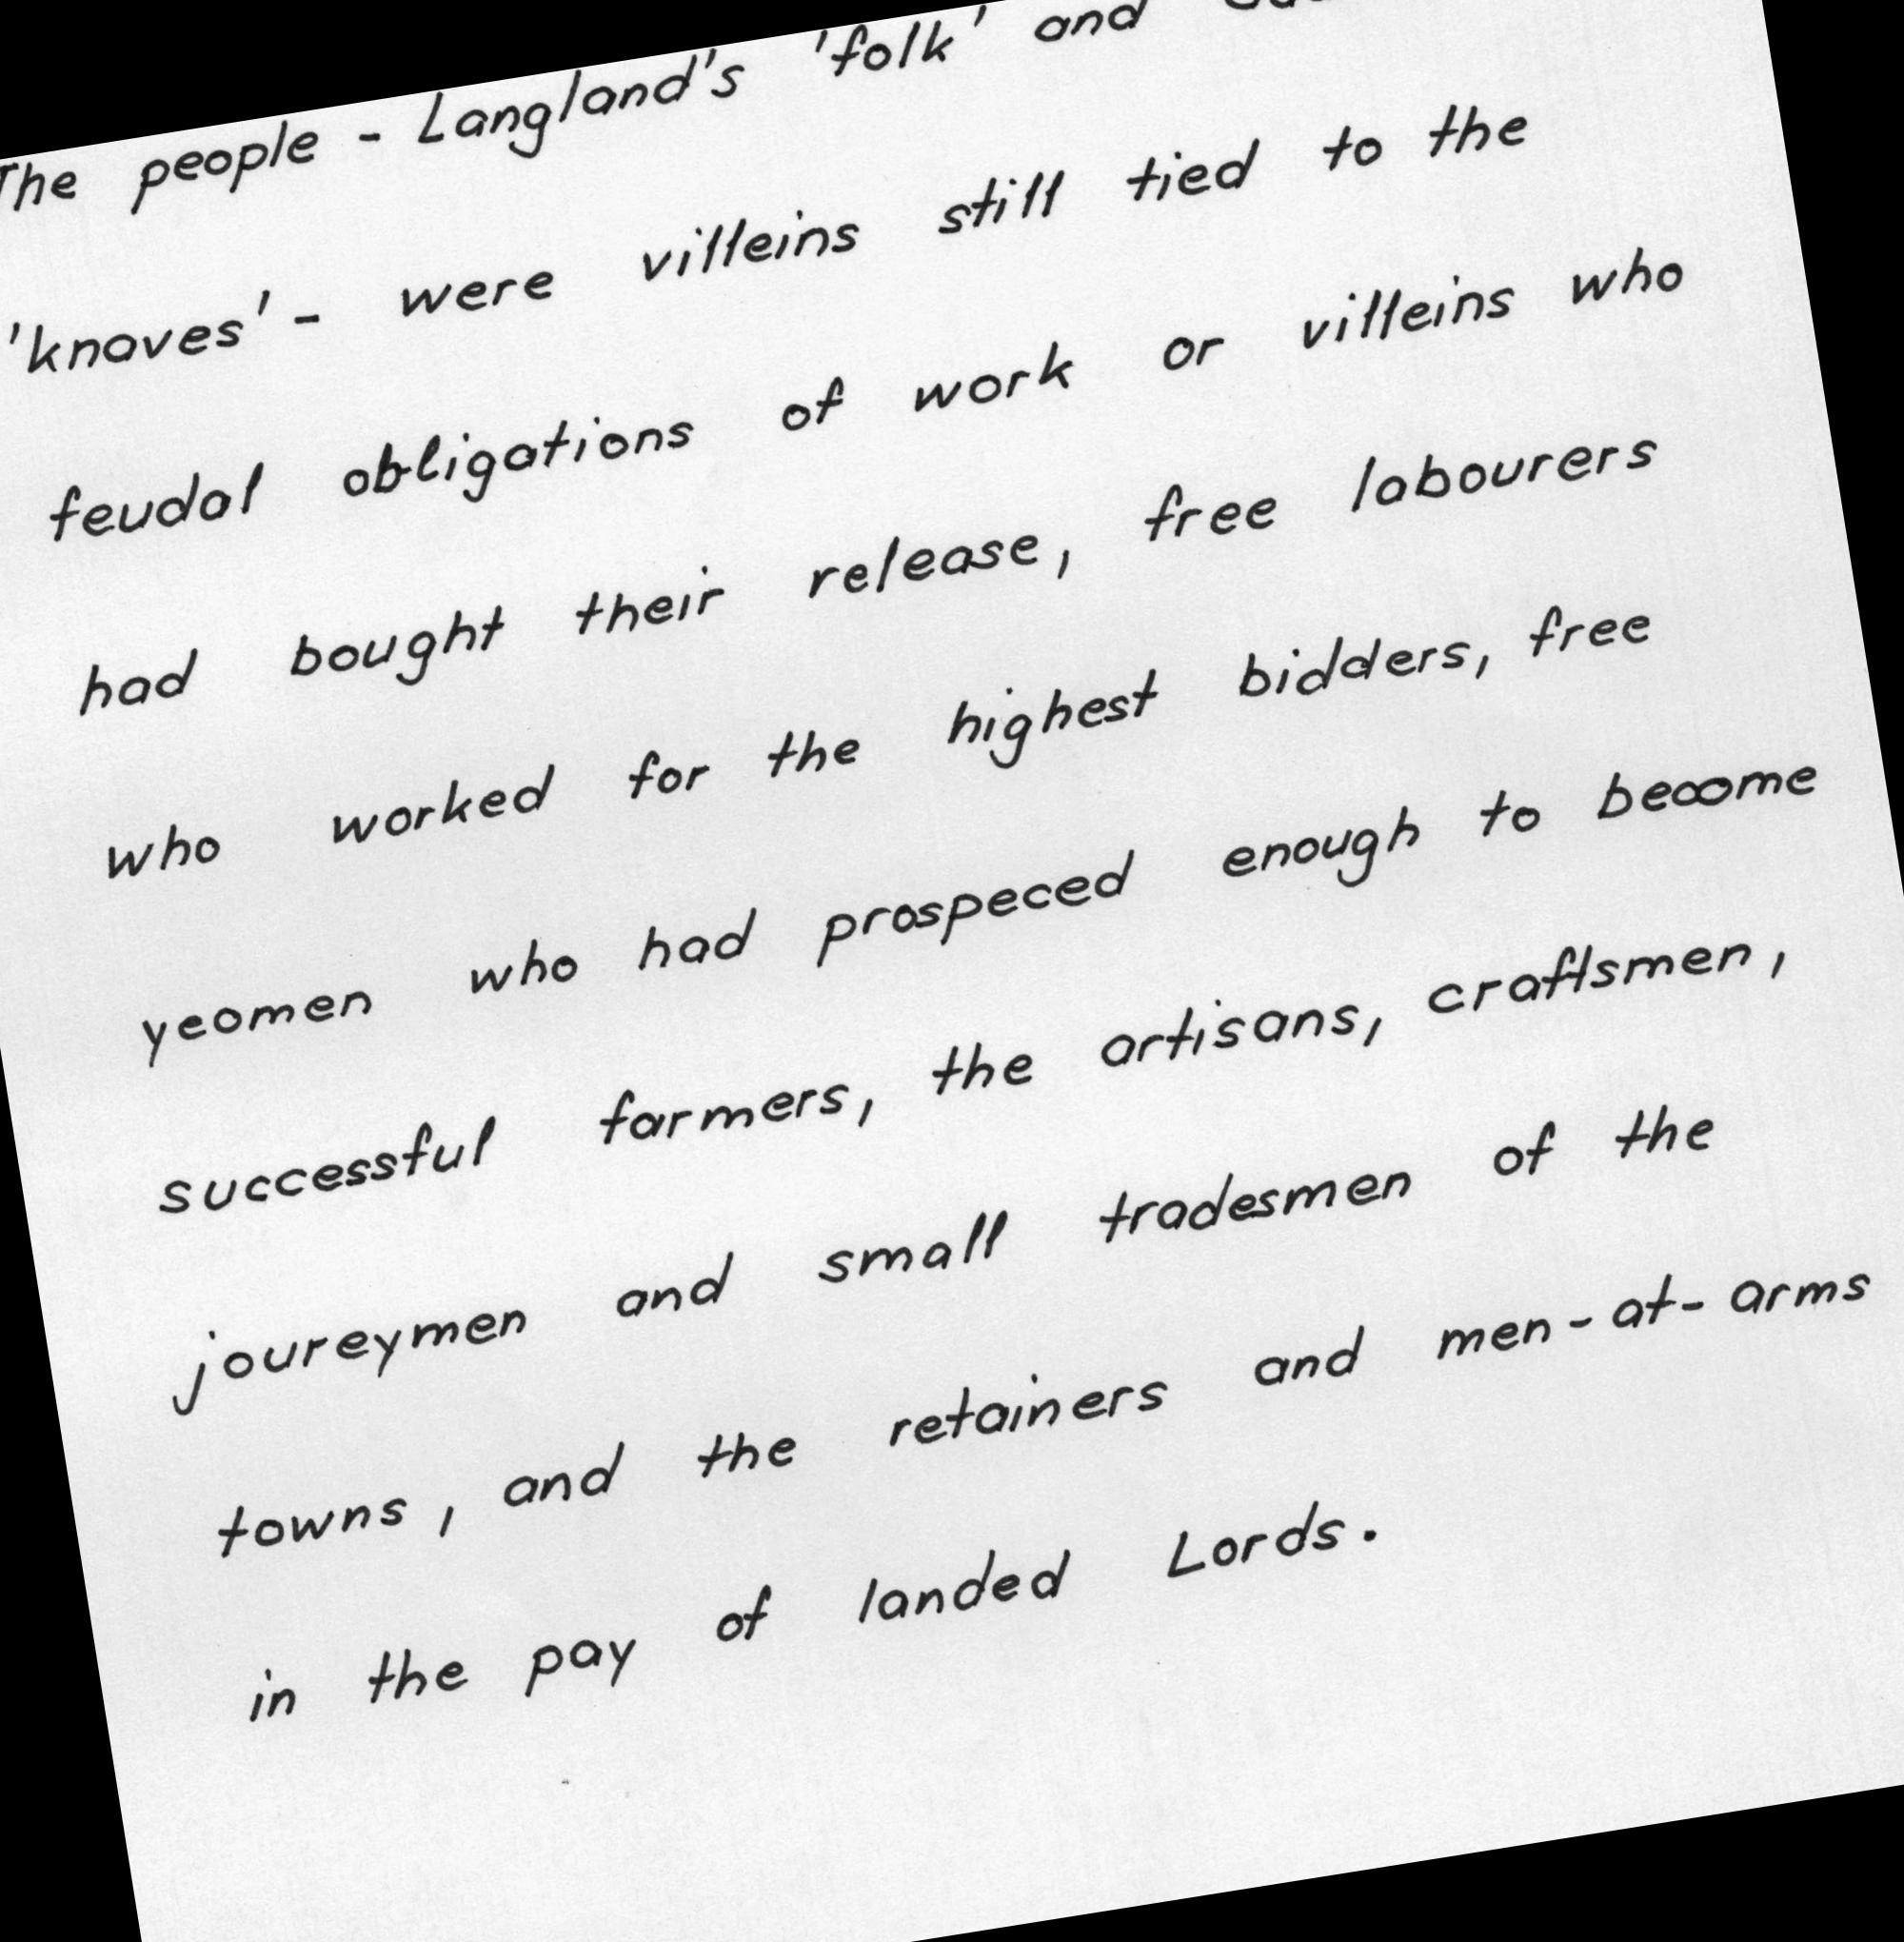 The people - Langland's 'folk' and
'knaves' - were villeins still tied to the
feudal obligations of work or villeins who
had bought their release, free labourers
who worked for the highest bidders, free
yeomen who had prospeced enough to become
successful farmers, the artisans, craftsmen,
joureymen and small tradesmen of the
towns, and the retainers and men-at-arms
in the pay of landed Lords.